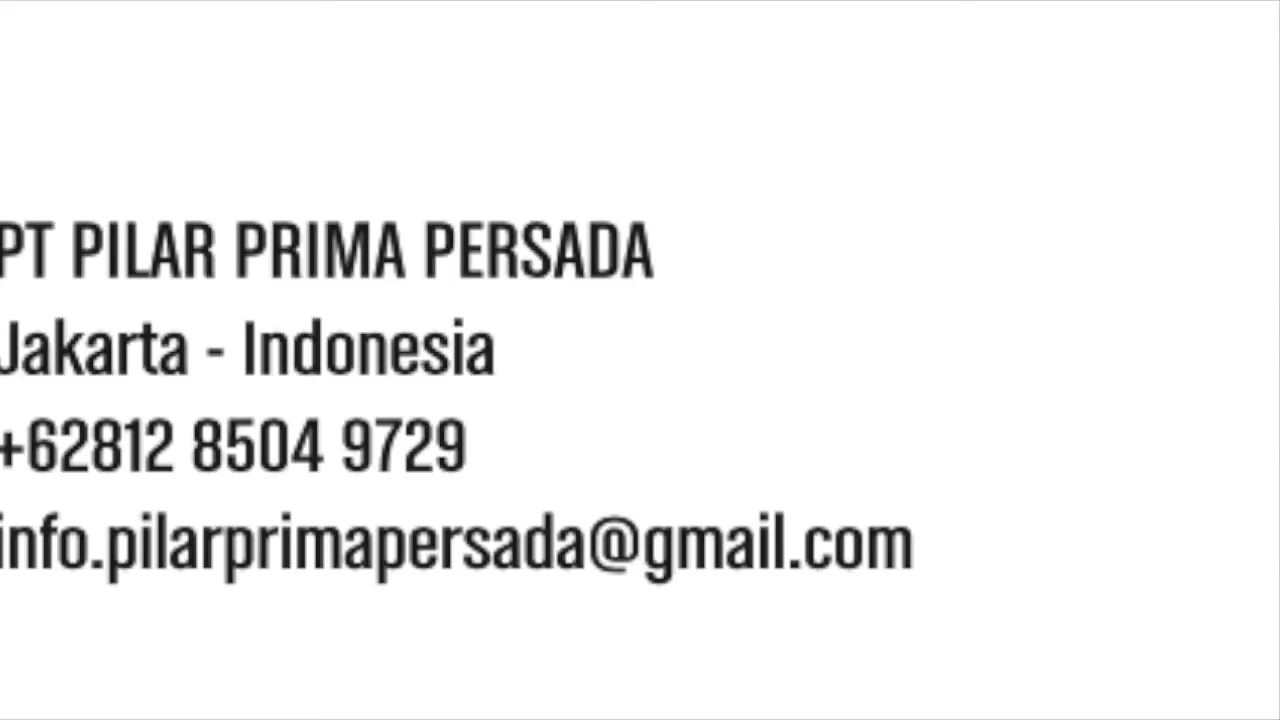 PT PILAR PRIMA PERSADA
Jakarta - Indonesia
+62812 8504 9729
info.pilarprimapersada@gmail.com